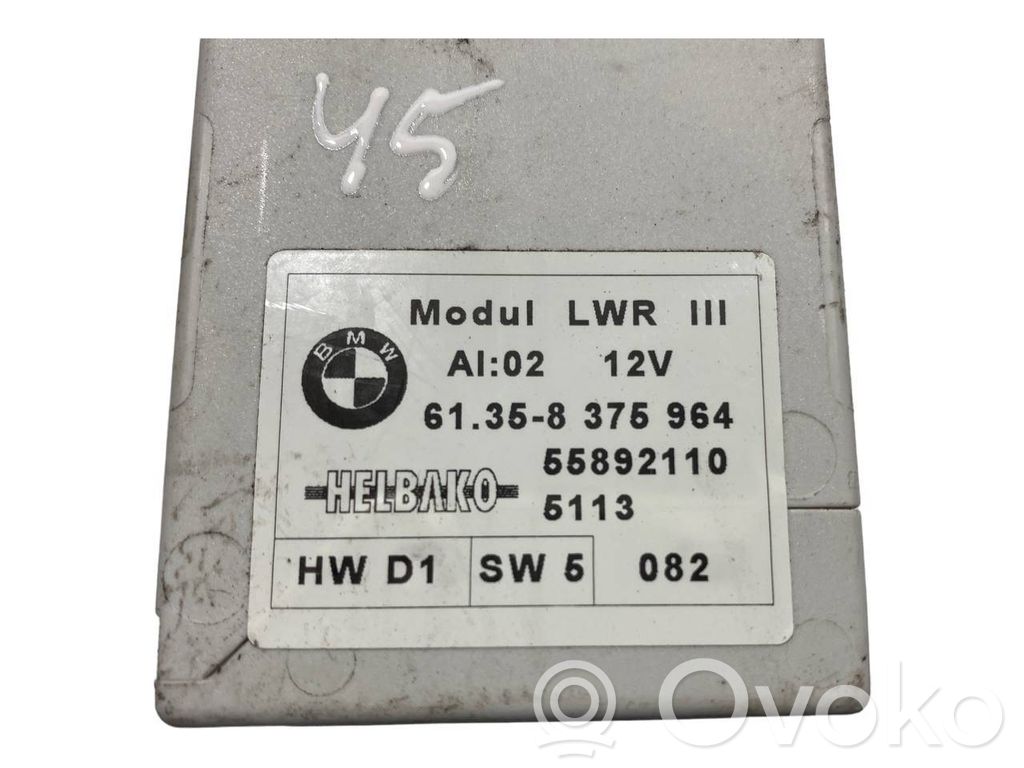 45
Modul LWR III
BMW
AI:02 12V
61.35-8 375 964
55892110
HELBAKO
5113
HW D1 SW 5 082
Ovoko